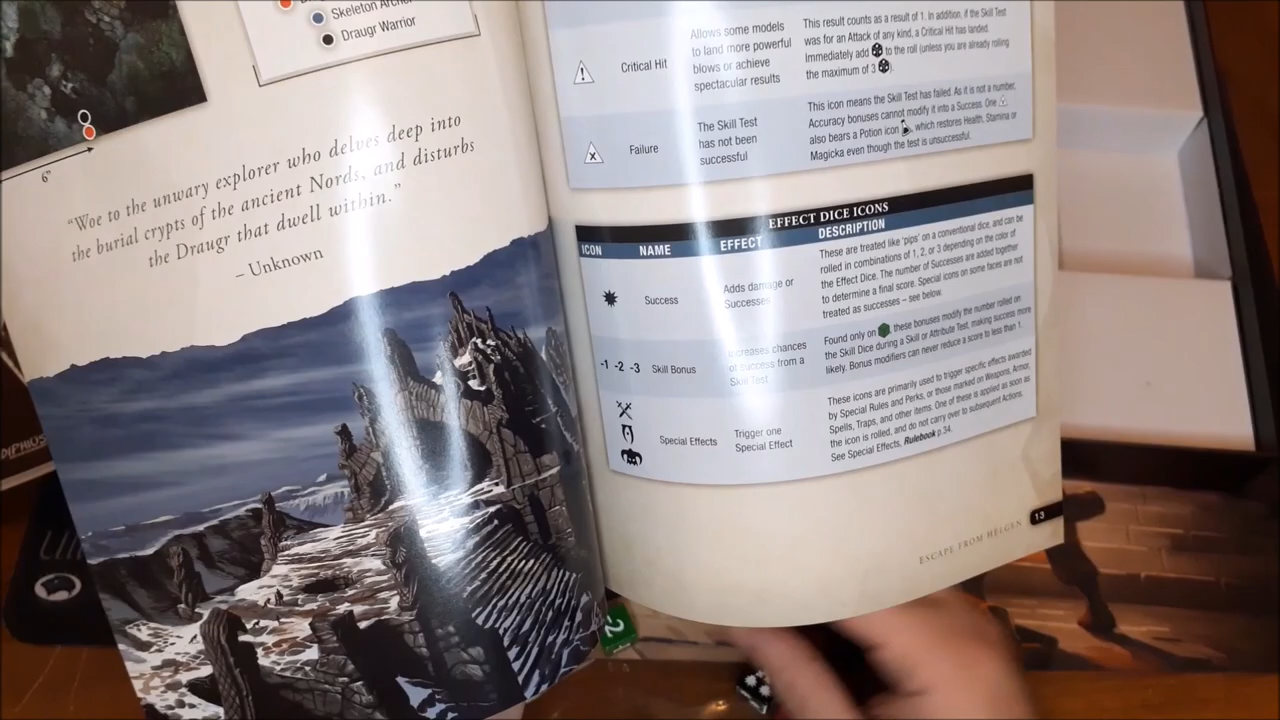 Skeleton
Draugr Warrior
6"
"Woe to the unwary explorer who delves deep into
the burial crypts of the ancient Nords, and disturbs
the Draugr that dwell within."
– Unknown
Critical Hit
Allows some models
to land more powerful
blows or achieve
spectacular results
This result counts as a result of 1. In addition, if the Skill Test
was for an Attack of any kind, a Critical Hit has landed.
Immediately add to the roll (unless you are already rolling
the maximum of 3 ).
Failure
The Skill Test
has not been
successful
This icon means the Skill Test has failed. As it is not a number,
Accuracy bonuses cannot modify it into a Success. One
also bears a Potion icon , which restores Health, Stamina or
Magicka even though the test is unsuccessful.
EFFECT DICE ICONS
ICON NAME EFFECT DESCRIPTION
Success
Adds damage or
Successes
These are treated like 'pips' on a conventional dice, and can be
rolled in combinations of 1, 2, or 3 depending on the color of
the Effect Dice. The number of Successes are added together
to determine a final score. Special icons on some faces are not
treated as successes – see below.
-1 -2 -3 Skill Bonus
Increases chances
of success from a
Skill Test
Found only on , these bonuses modify the number rolled on
the Skill Dice during a Skill or Attribute Test, making success more
likely. Bonus modifiers can never reduce a score to less than 1.
Special Effects
Trigger one
Special Effect
These icons are primarily used to trigger specific effects awarded
by Special Rules and Perks, or those marked on Weapons, Armor,
Spells, Traps, and other items. One of these is applied as soon as
the icon is rolled, and do not carry over to subsequent Actions.
See Special Effects, Rulebook p.34.
ESCAPE FROM HELGEN 13
2